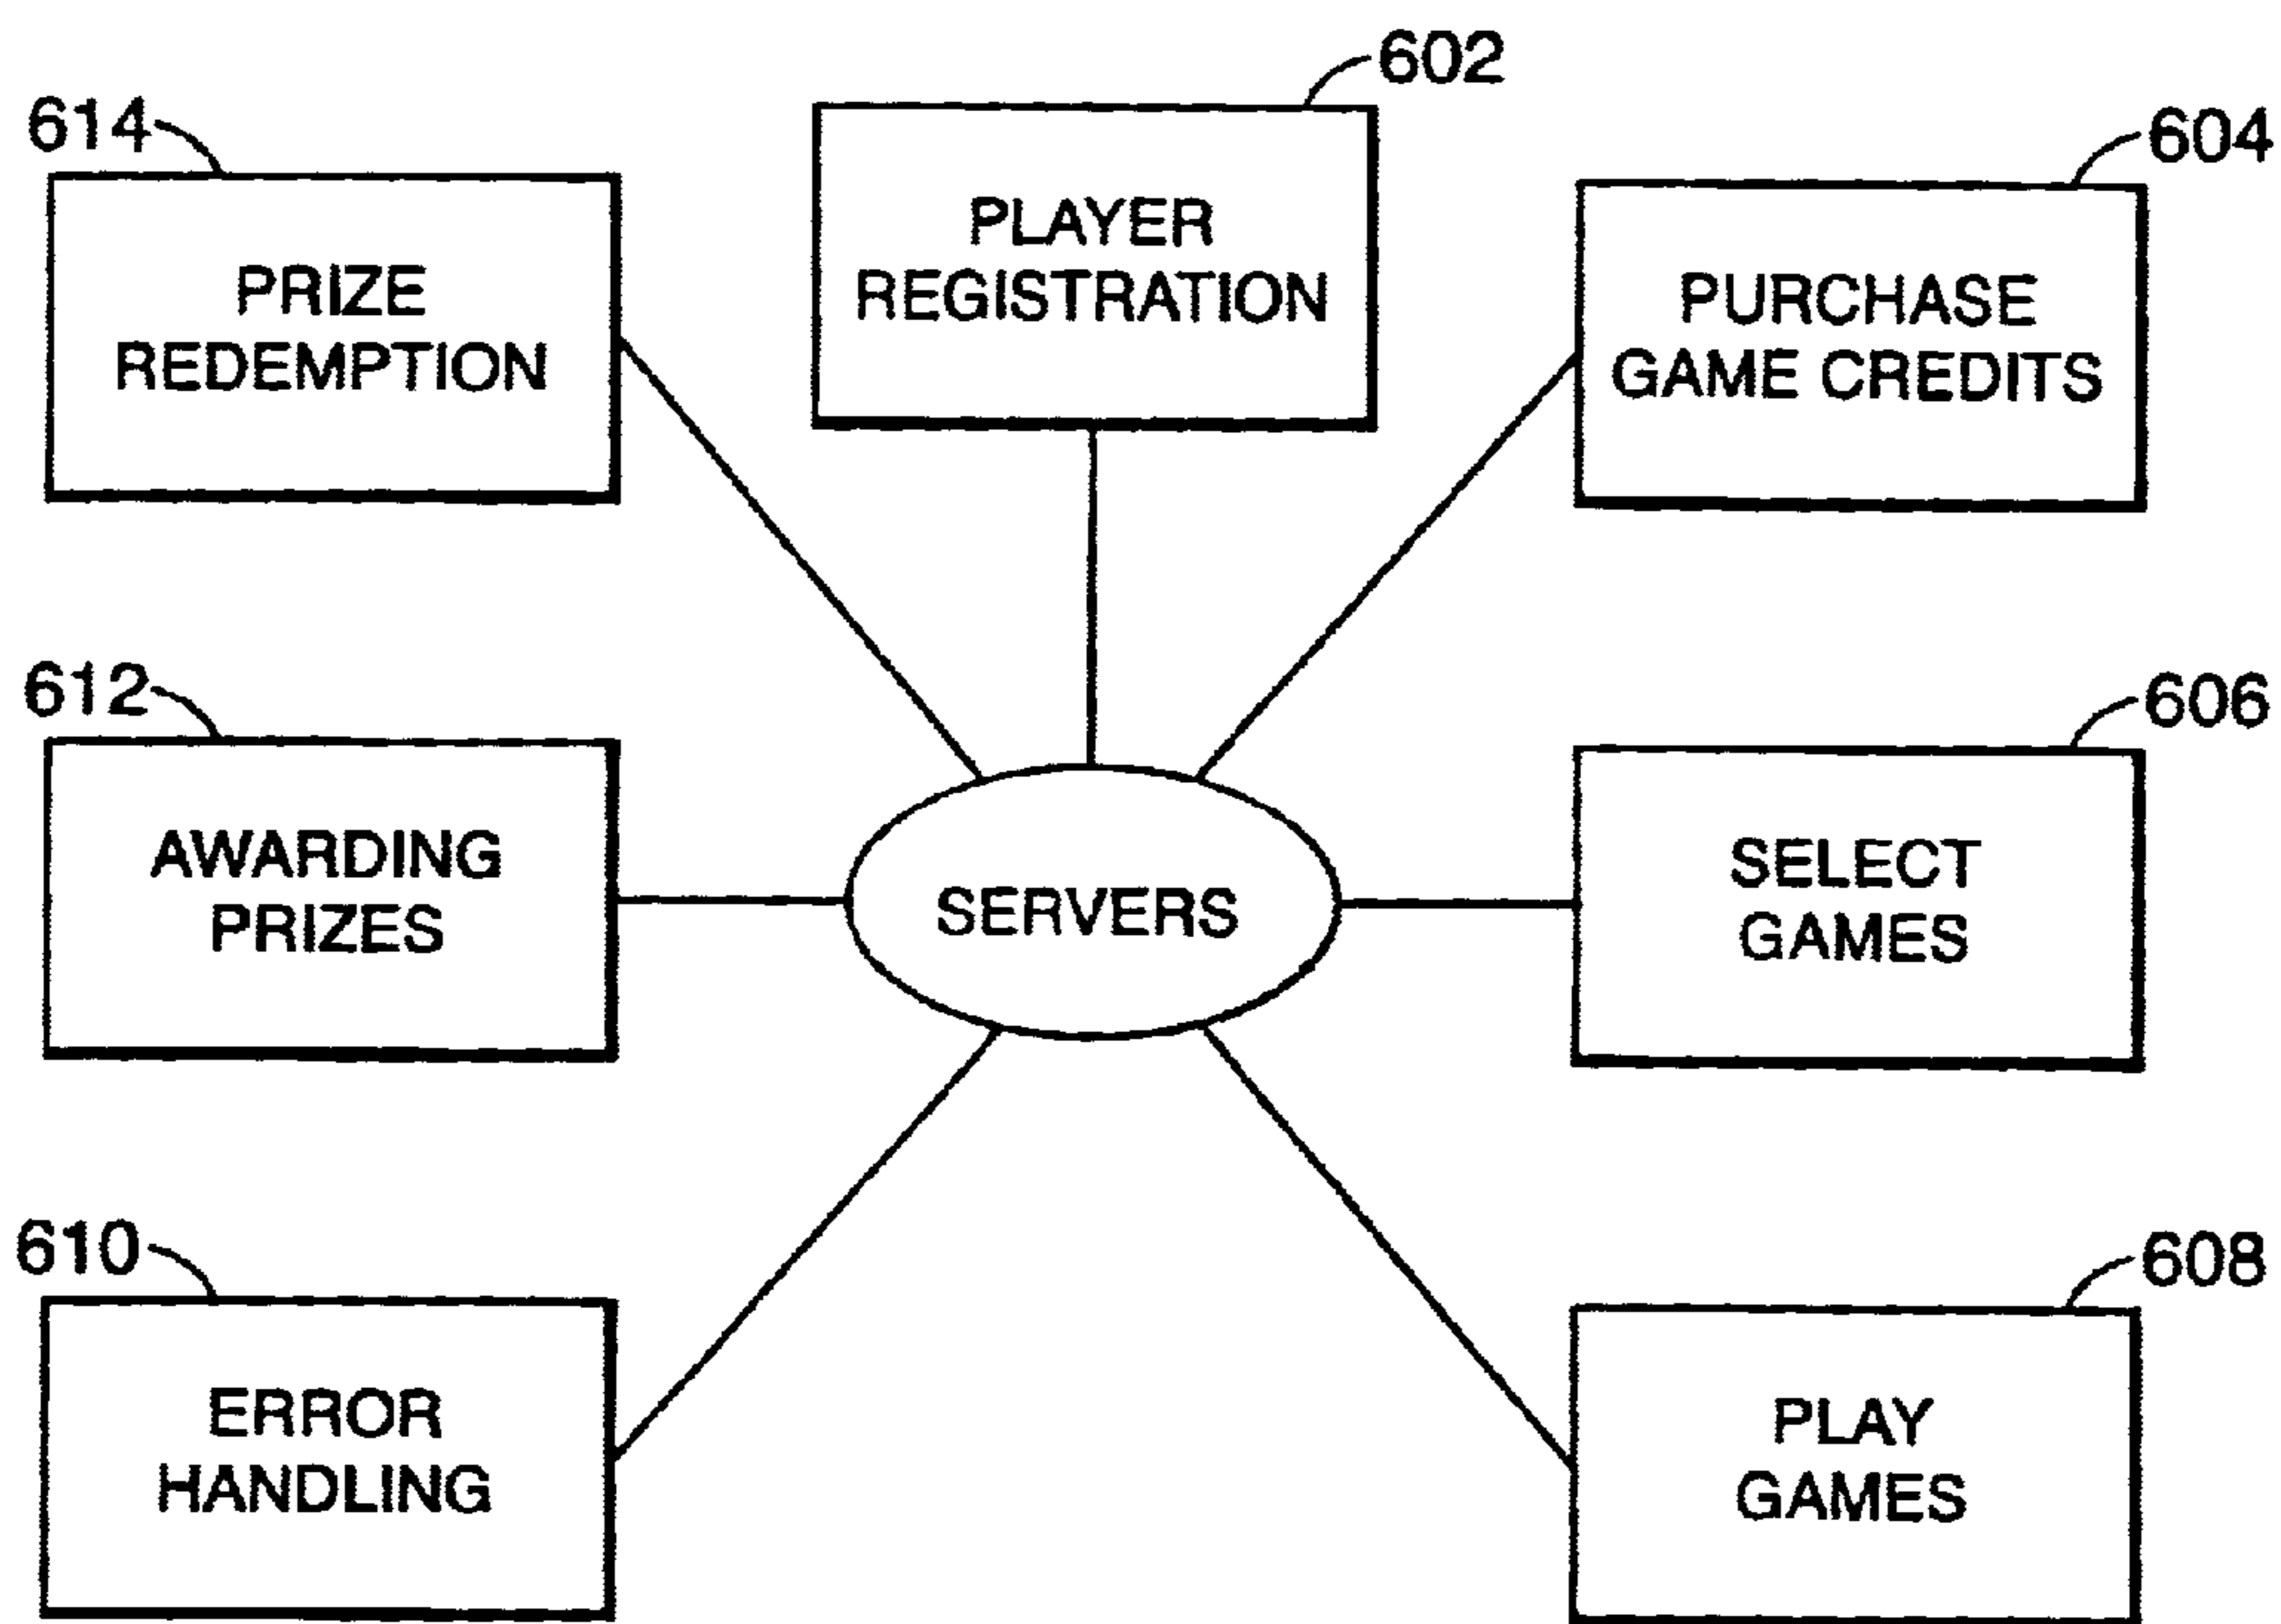 602
PLAYER
REGISTRATION
614
PRIZE
REDEMPTION
604
PURCHASE
GAME CREDITS
612
AWARDING
PRIZES
SERVERS
606
SELECT
GAMES
610
ERROR
HANDLING
608
PLAY
GAMES